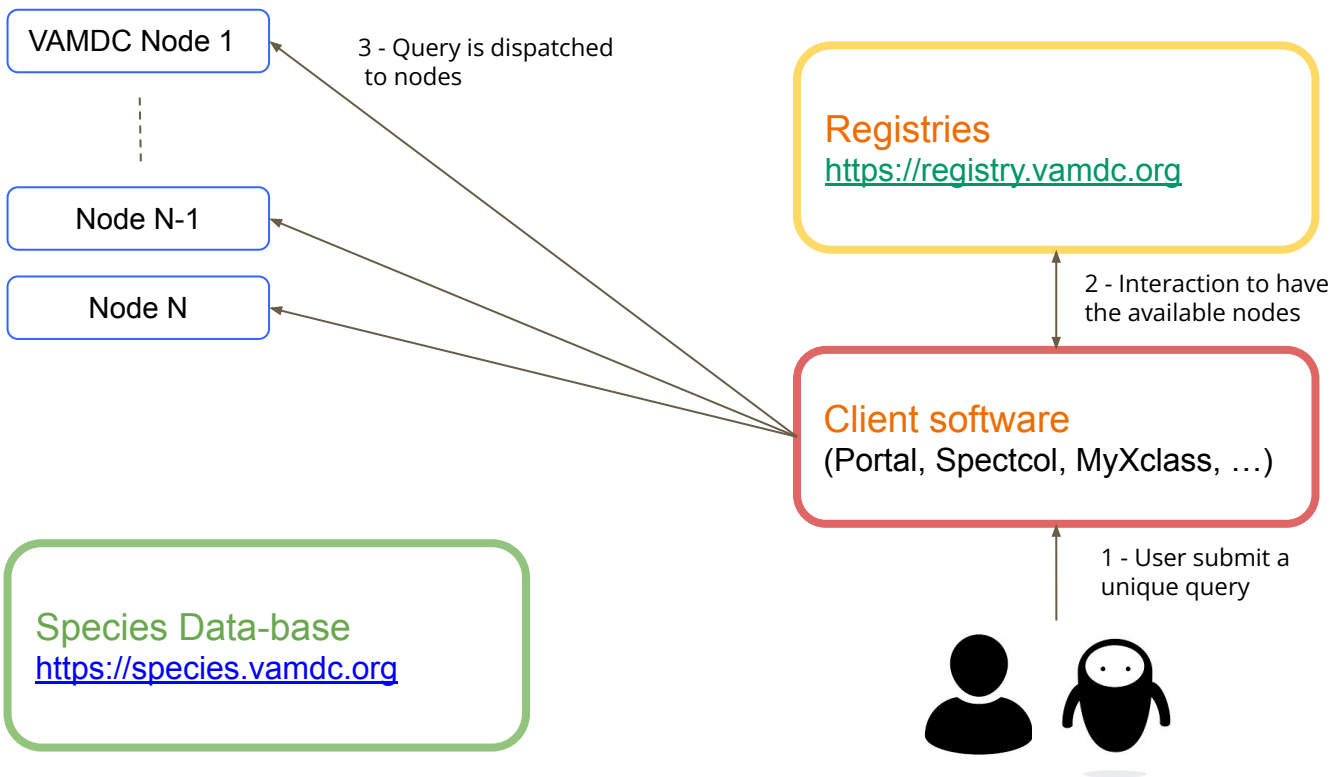 VAMDC Node 1
3 - Query is dispatched
to nodes
Registries
https://registry.vamdc.org
Node N-1
Node N
2 - Interaction to have
the available nodes
Client software
(Portal, Spectcol, MyXclass, …)
1 - User submit a
unique query
Species Data-base
https://species.vamdc.org